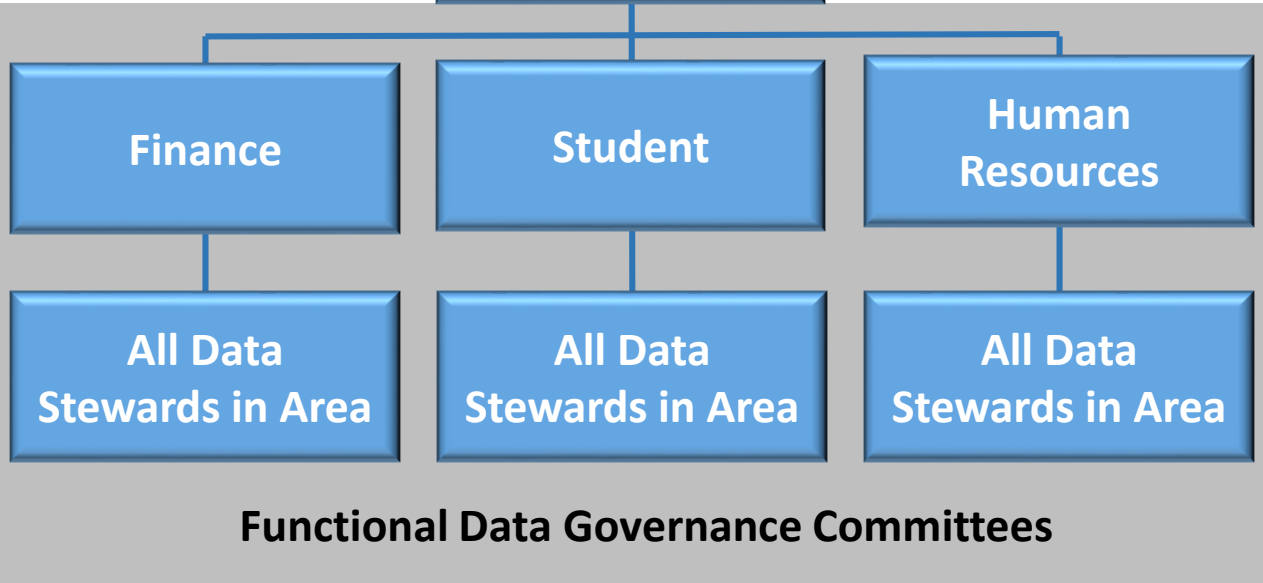 Finance
Student
Human
Resources
All Data
Stewards in Area
All Data
Stewards in Area
All Data
Stewards in Area
Functional Data Governance Committees